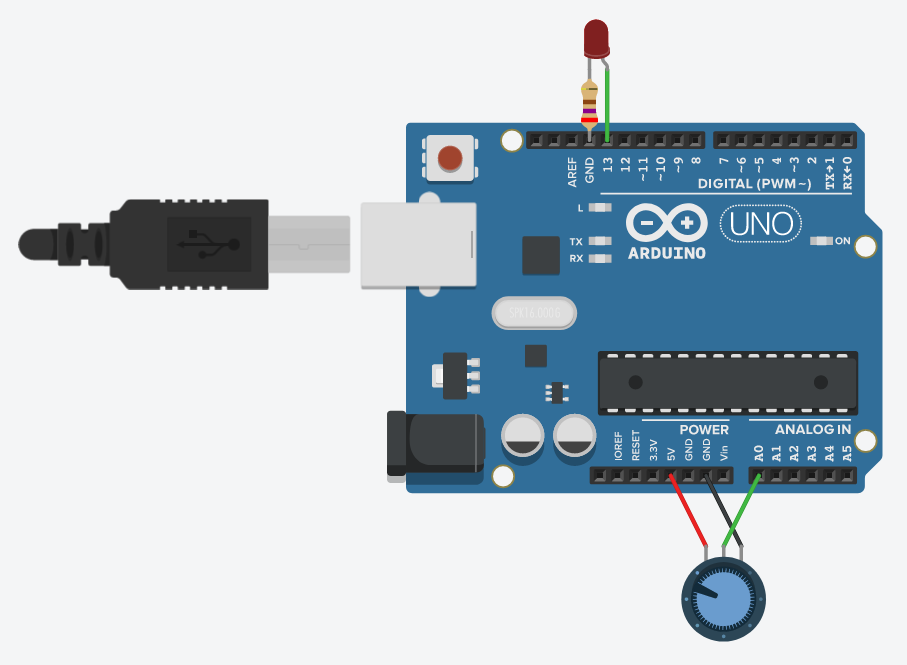 AREF
GND
13
12
~11
~10
~9
8
7
~6
~5
4
~3
2
TX→1
RX←0
DIGITAL (PWM ~)
L
TX
RX
ARDUINO
UNO
ON
IOREF
RESET
3.3V
5V
GND
GND
Vin
POWER
ANALOG IN
A0
A1
A2
A3
A4
A5